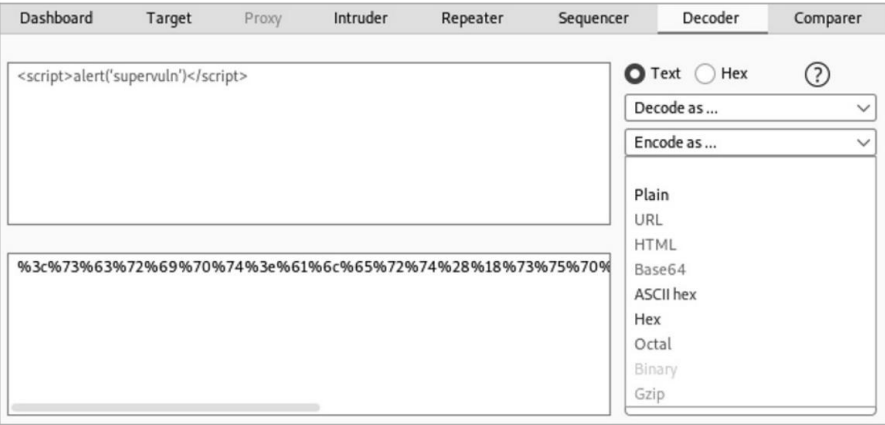 Dashboard Target Proxy Intruder Repeater Sequencer Decoder Comparer
<script>alert('supervuln')</script>
Text Hex ?
Decode as ...
Encode as ...
Plain
URL
HTML
Base64
ASCII hex
Hex
Octal
Binary
Gzip
%3c%73%63%72%69%70%74%3e%61%6c%65%72%74%28%18%73%75%70%